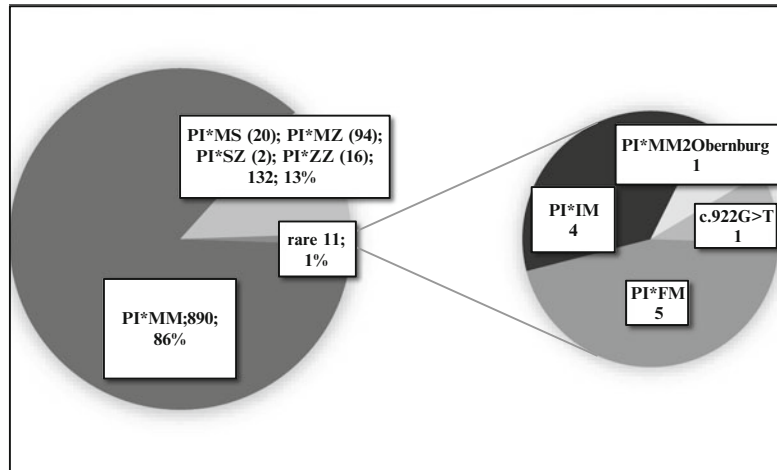 PI*MS (20); PI*MZ (94);
PI*SZ (2); PI*ZZ (16);
132; 13%
rare 11;
1%
PI*MM;890;
86%
PI*MM2Obernburg
1
PI*IM
4
c.922G>T
1
PI*FM
5